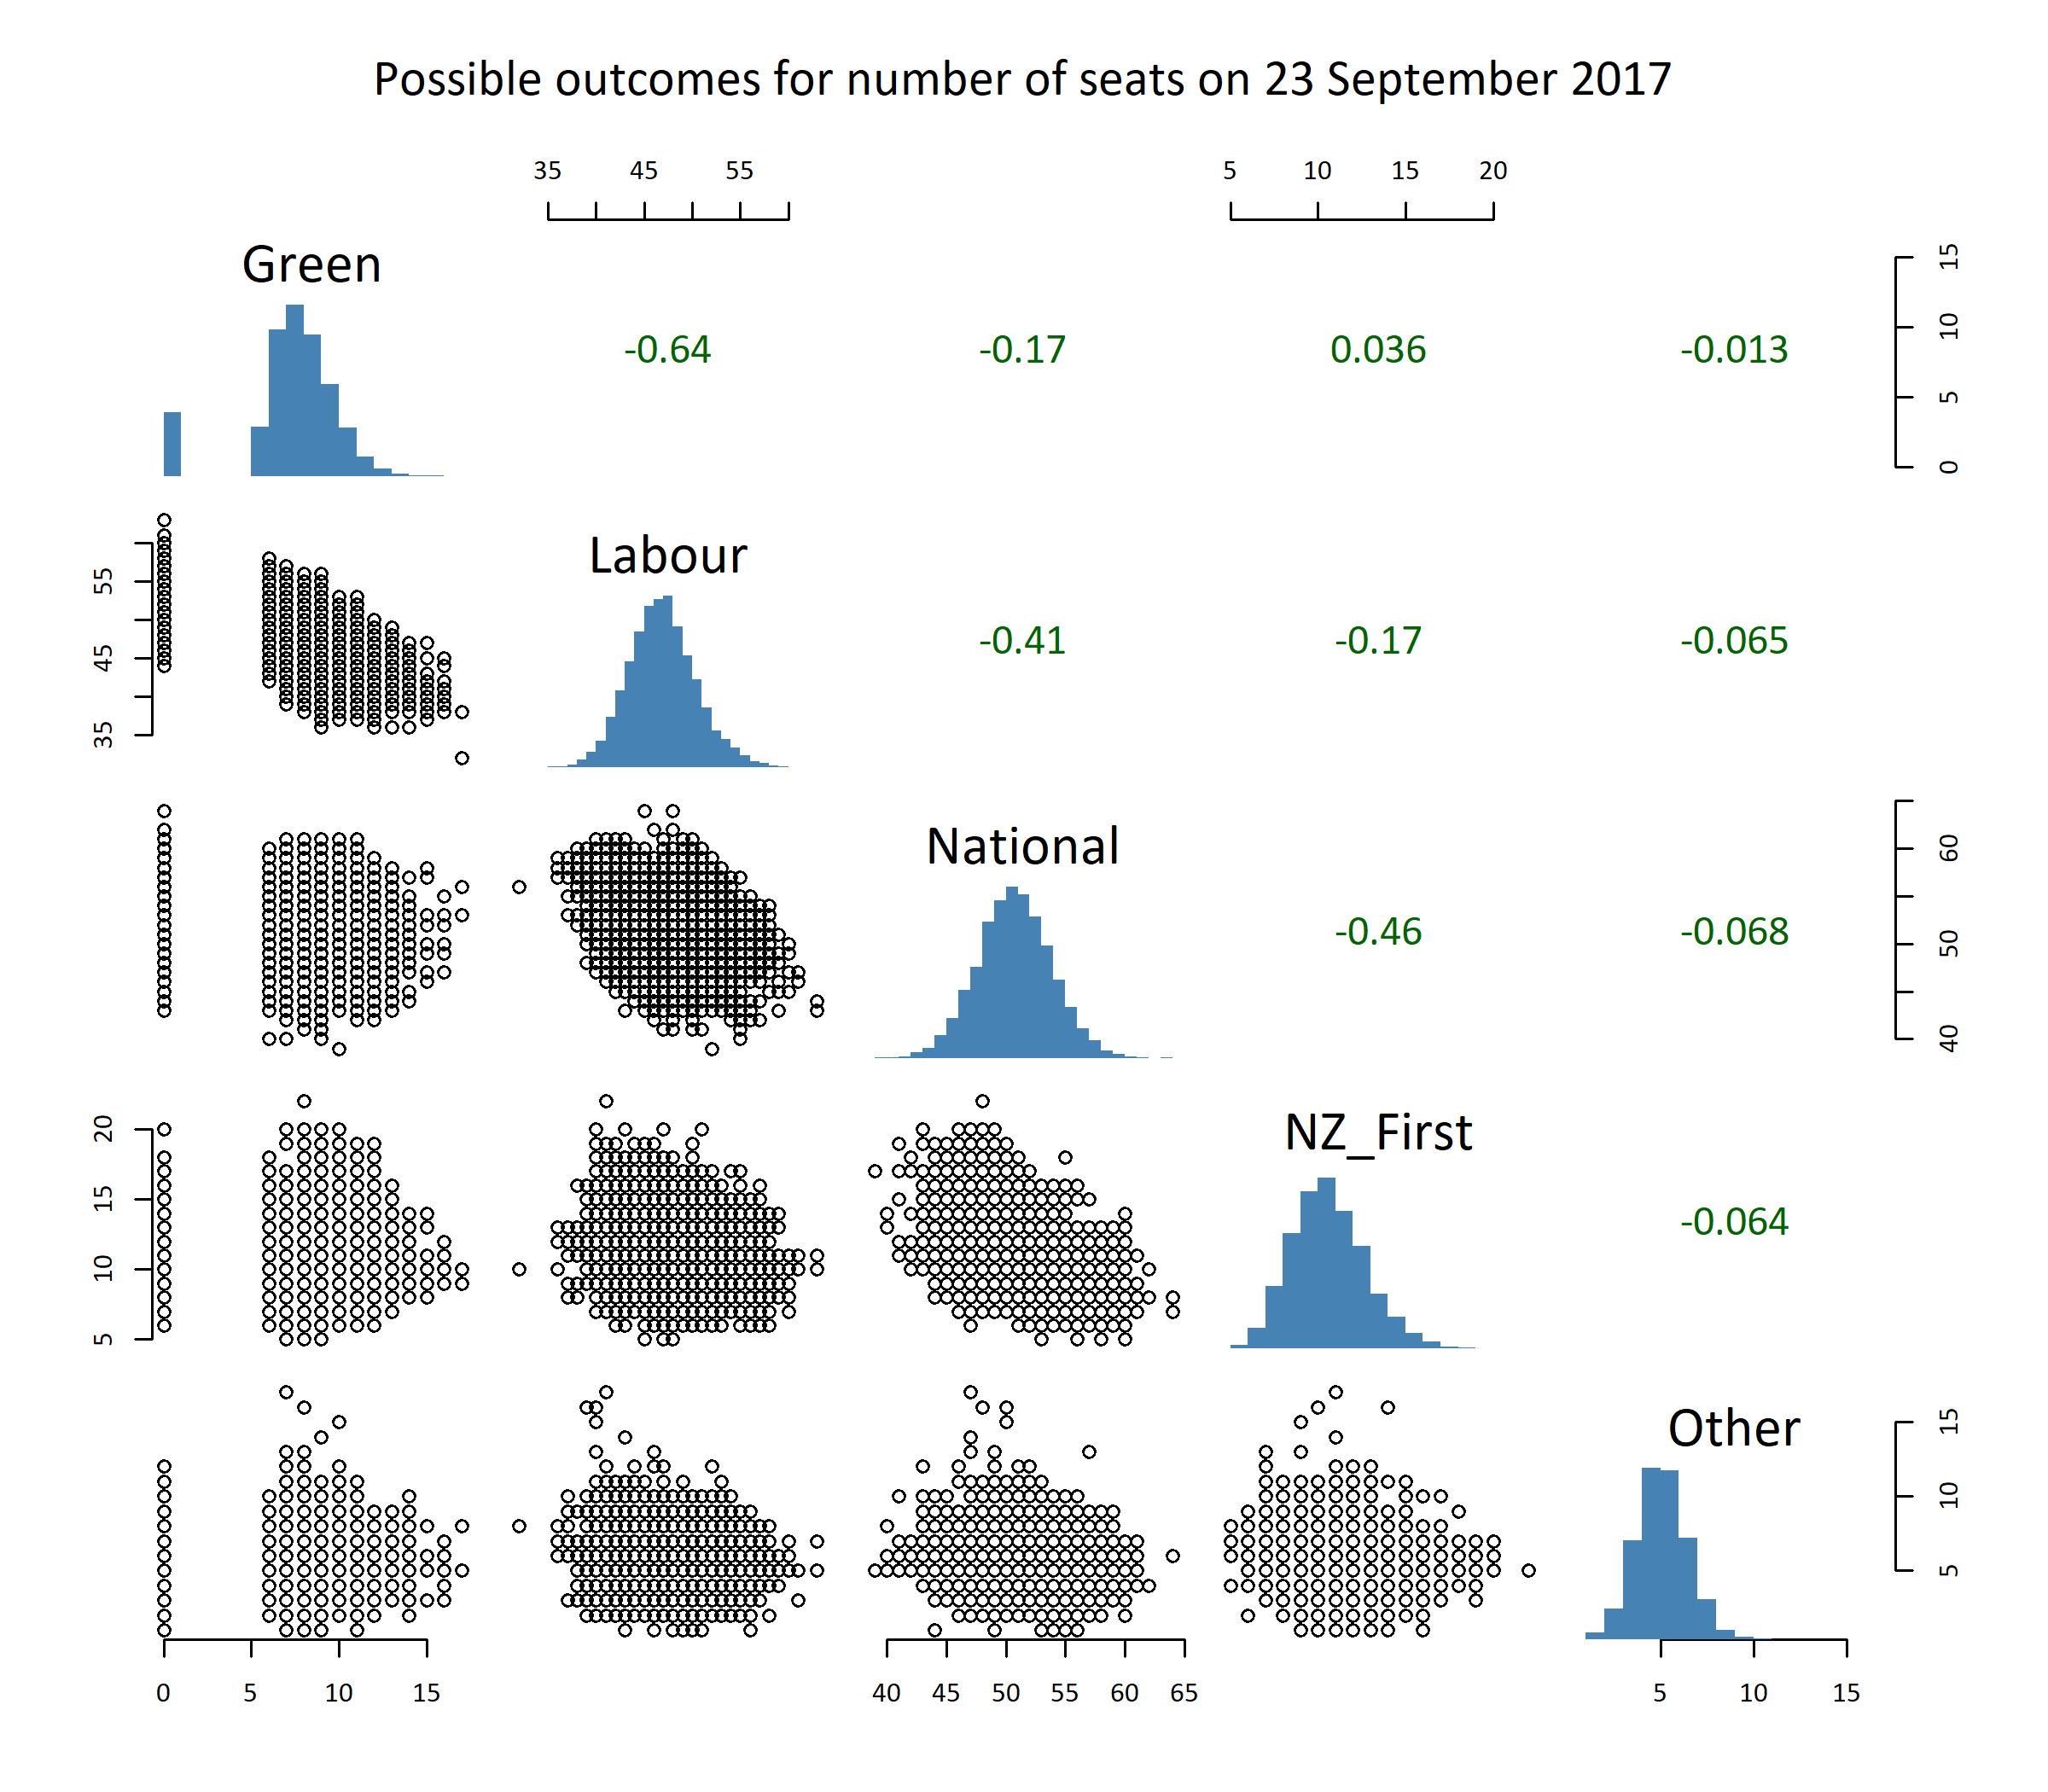 Possible outcomes for number of seats on 23 September 2017
35 45 55 5 10 15 20
Green
-0.64 -0.17 0.036 -0.013
0 5 10 15
Labour
35 45 55
-0.41 -0.17 -0.065
National
-0.46 -0.068
40 50 60
NZ_First
5 10 15 20
-0.064
Other
5 10 15
0 5 10 15 40 45 50 55 60 65 5 10 15